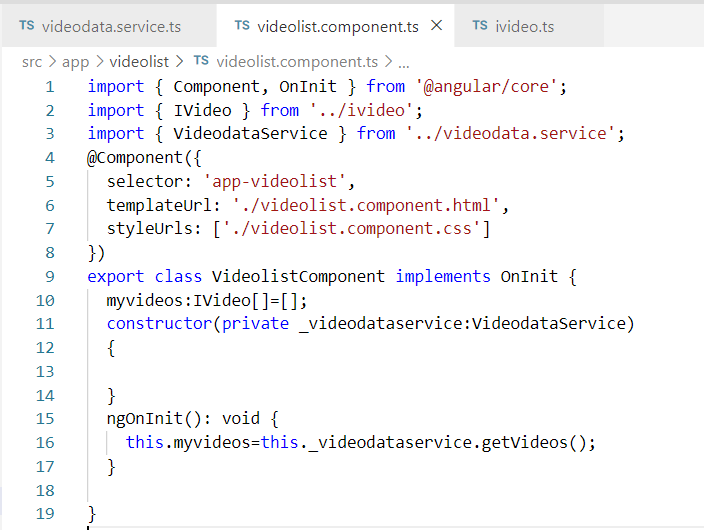 TS videodata.service.ts TS videolist.component.ts × TS ivideo.ts
src > app > videolist > TS videolist.component.ts > ...
1 import { Component, OnInit } from '@angular/core';
2 import { IVideo } from '../ivideo';
3 import { VideodataService } from '../videodata.service';
4 @Component({
5   selector: 'app-videolist',
6   templateUrl: './videolist.component.html',
7   styleUrls: ['./videolist.component.css']
8 })
9 export class VideolistComponent implements OnInit {
10   myvideos:IVideo[]=[];
11   constructor(private _videodataservice:VideodataService)
12   {
13
14   }
15   ngOnInit(): void {
16     this.myvideos=this._videodataservice.getVideos();
17   }
18
19 }